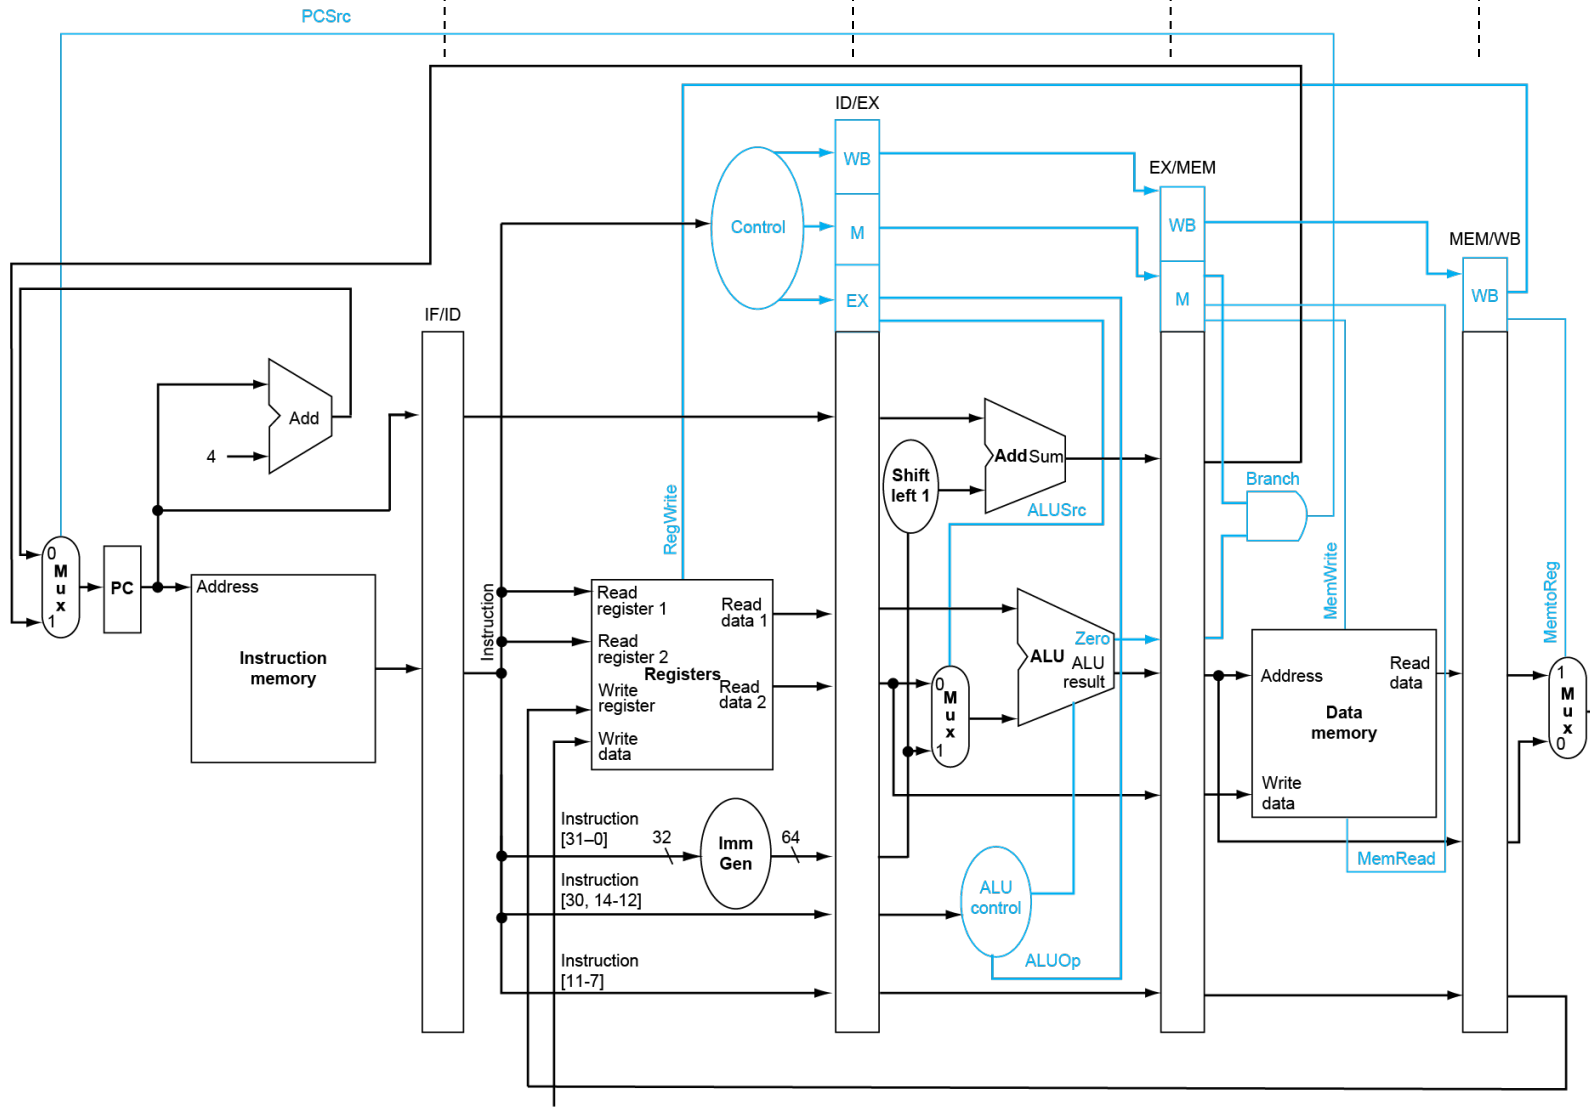 PCSrc
ID/EX
WB
EX/MEM
Control
M
WB
MEM/WB
EX
M
WB
IF/ID
Add
4
Add Sum
Shift
left 1
Branch
ALUSrc
RegWrite
0
Mux
1
PC
Address
Instruction
memory
Instruction
Read
register 1
Read
register 2
Write
register
Write
data
Registers
Read
data 1
Read
data 2
0
Mux
1
Zero
ALU
ALU
result
MemWrite
Address
Read
data
Data
memory
Write
data
MemtoReg
1
Mux
0
MemRead
Instruction
[31–0]
32
Imm
Gen
64
Instruction
[30, 14-12]
ALU
control
Instruction
[11-7]
ALUOp